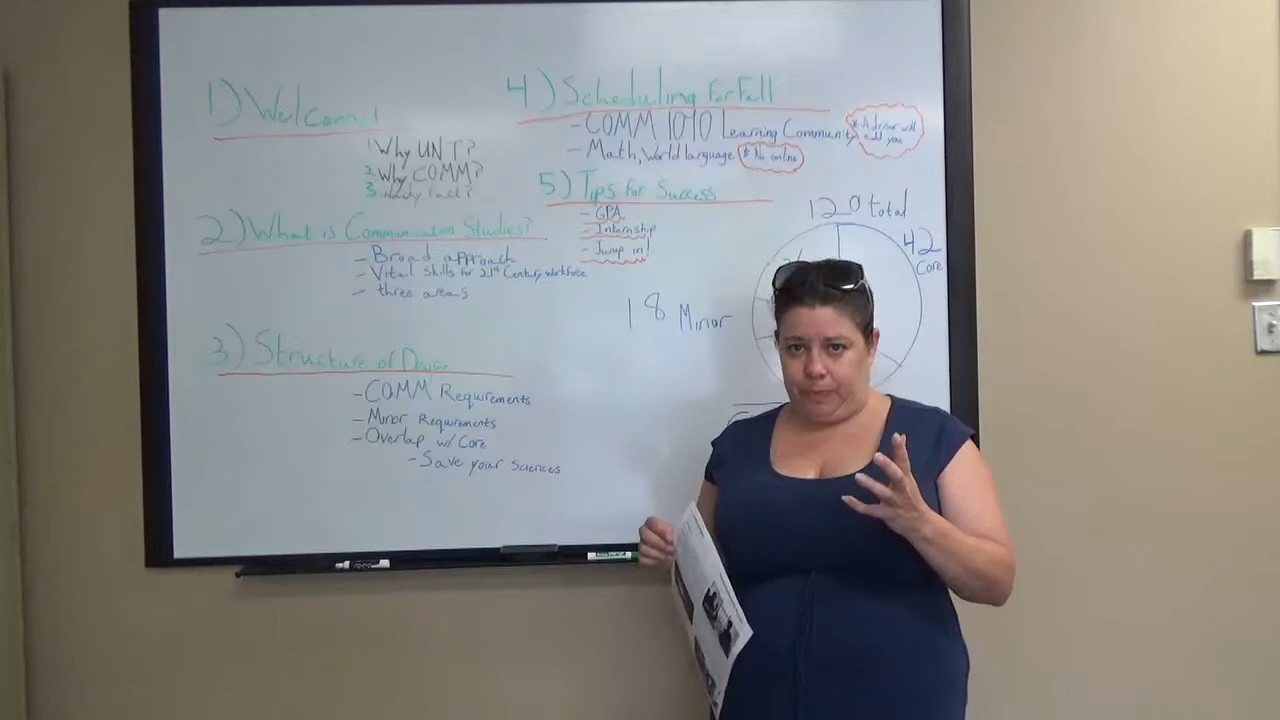 1) Welcome!
1 Why UNT?
2. Why COMM?
3.
2) What is Communication Studies?
- Broad approach
- Vital skills for 21st Century workforce
- three areas
3) Structure of
- COMM Requirements
- Minor Requirements
- Overlap w/ Core
- Save your Sciences
4) Scheduling for Fall
- COMM 1010 Learning Community
* Advisor will
add you
- Math, World language
* No online
5) Tips for Success
- GPA
- Internship
- Jump in!
120 total
42
Core
18 Minor